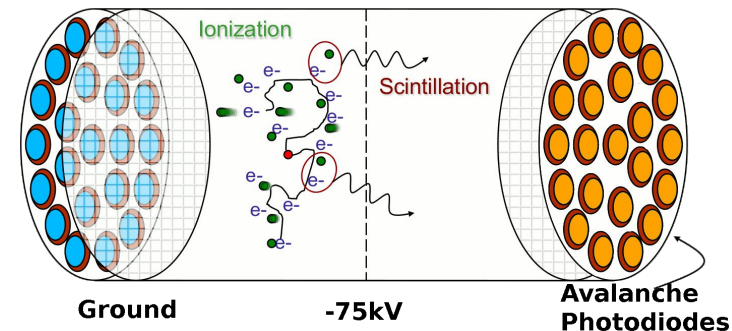 Ionization
e-
e-
e-
e-
e-
e-
e-
Scintillation
e-
e-
e-
e-
e-
Ground
-75kV
Avalanche
Photodiodes